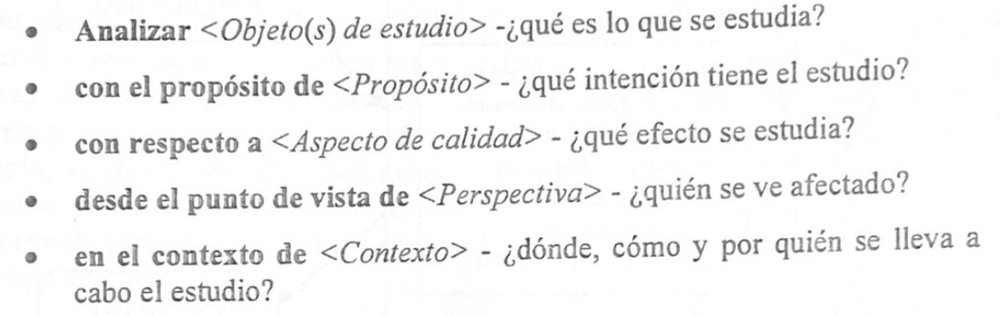 • Analizar <Objeto(s) de estudio> -¿qué es lo que se estudia?
• con el propósito de <Propósito> - ¿qué intención tiene el estudio?
• con respecto a <Aspecto de calidad> - ¿qué efecto se estudia?
• desde el punto de vista de <Perspectiva> - ¿quién se ve afectado?
• en el contexto de <Contexto> - ¿dónde, cómo y por quién se lleva a
cabo el estudio?